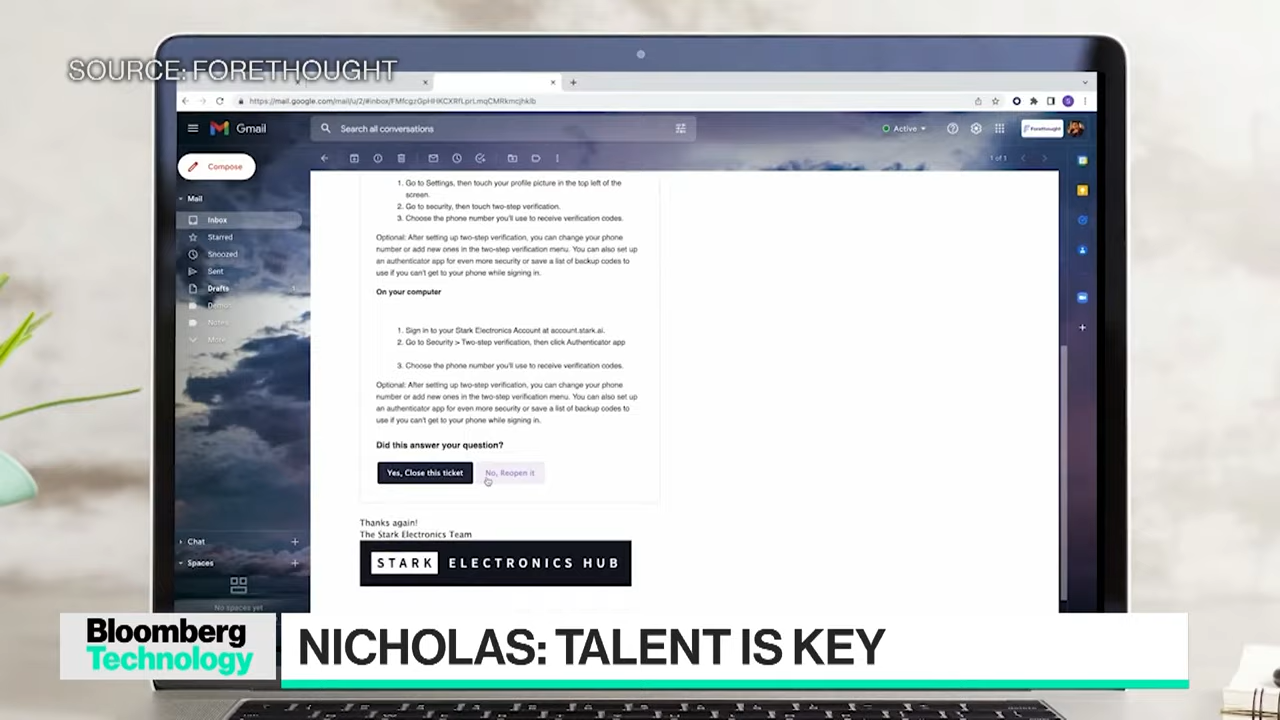 SOURCE: FORETHOUGHT
Gmail
Search all conversations
Active
Forethought
Compose
1 of 1
Mail
Inbox
Starred
Snoozed
Sent
Drafts
1
Demos
Notes
More
1. Go to Settings, then touch your profile picture in the top left of the
screen.
2. Go to security, then touch two-step verification.
3. Choose the phone number you'll use to receive verification codes.
Optional: After setting up two-step verification, you can change your phone
number or add new ones in the two-step verification menu. You can also set up
an authenticator app for even more security or save a list of backup codes to
use if you can't get to your phone while signing in.
On your computer
1. Sign in to your Stark Electronics Account at account.stark.ai.
2. Go to Security > Two-step verification, then click Authenticator app
3. Choose the phone number you'll use to receive verification codes.
Optional: After setting up two-step verification, you can change your phone
number or add new ones in the two-step verification menu. You can also set up
an authenticator app for even more security or save a list of backup codes to
use if you can't get to your phone while signing in.
Did this answer your question?
Yes, Close this ticket
No, Reopen it
Thanks again!
The Stark Electronics Team
STARK ELECTRONICS HUB
Chat
Spaces
No spaces yet
Bloomberg
Technology
NICHOLAS: TALENT IS KEY